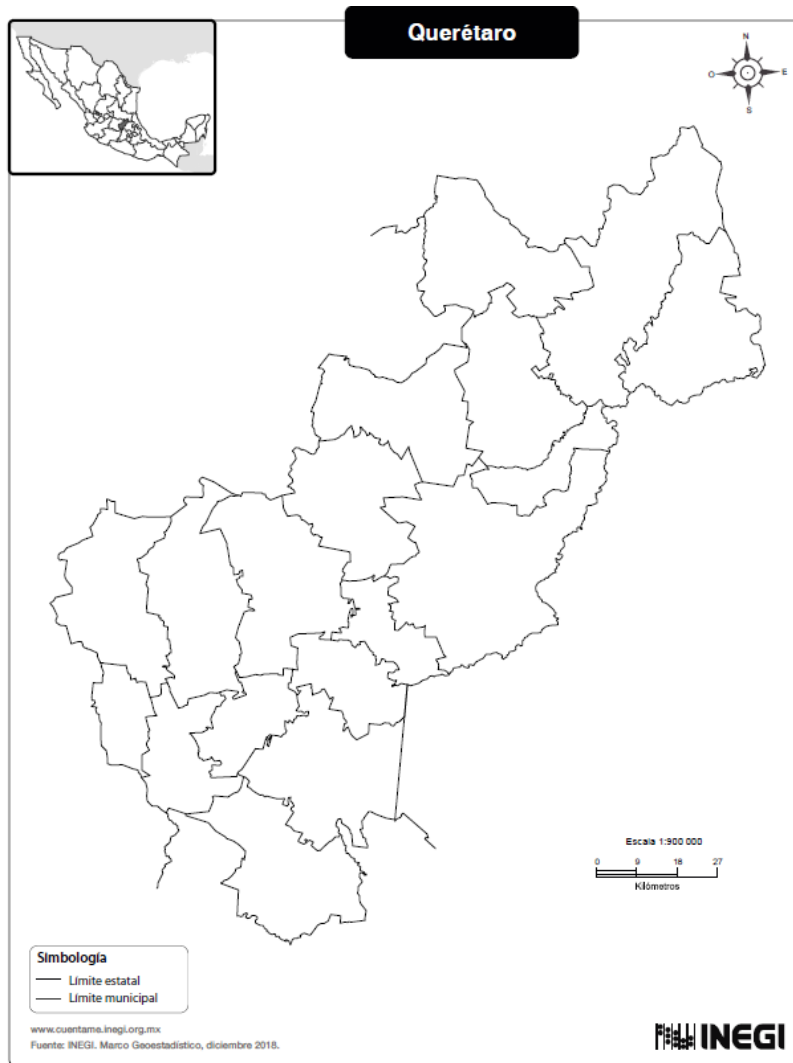 Querétaro
N
O
E
S
Escala 1:900 000
0 9 18 27
Kilómetros
Simbología
Límite estatal
Límite municipal
www.cuentame.inegi.org.mx
Fuente: INEGI. Marco Geoestadístico, diciembre 2018.
INEGI